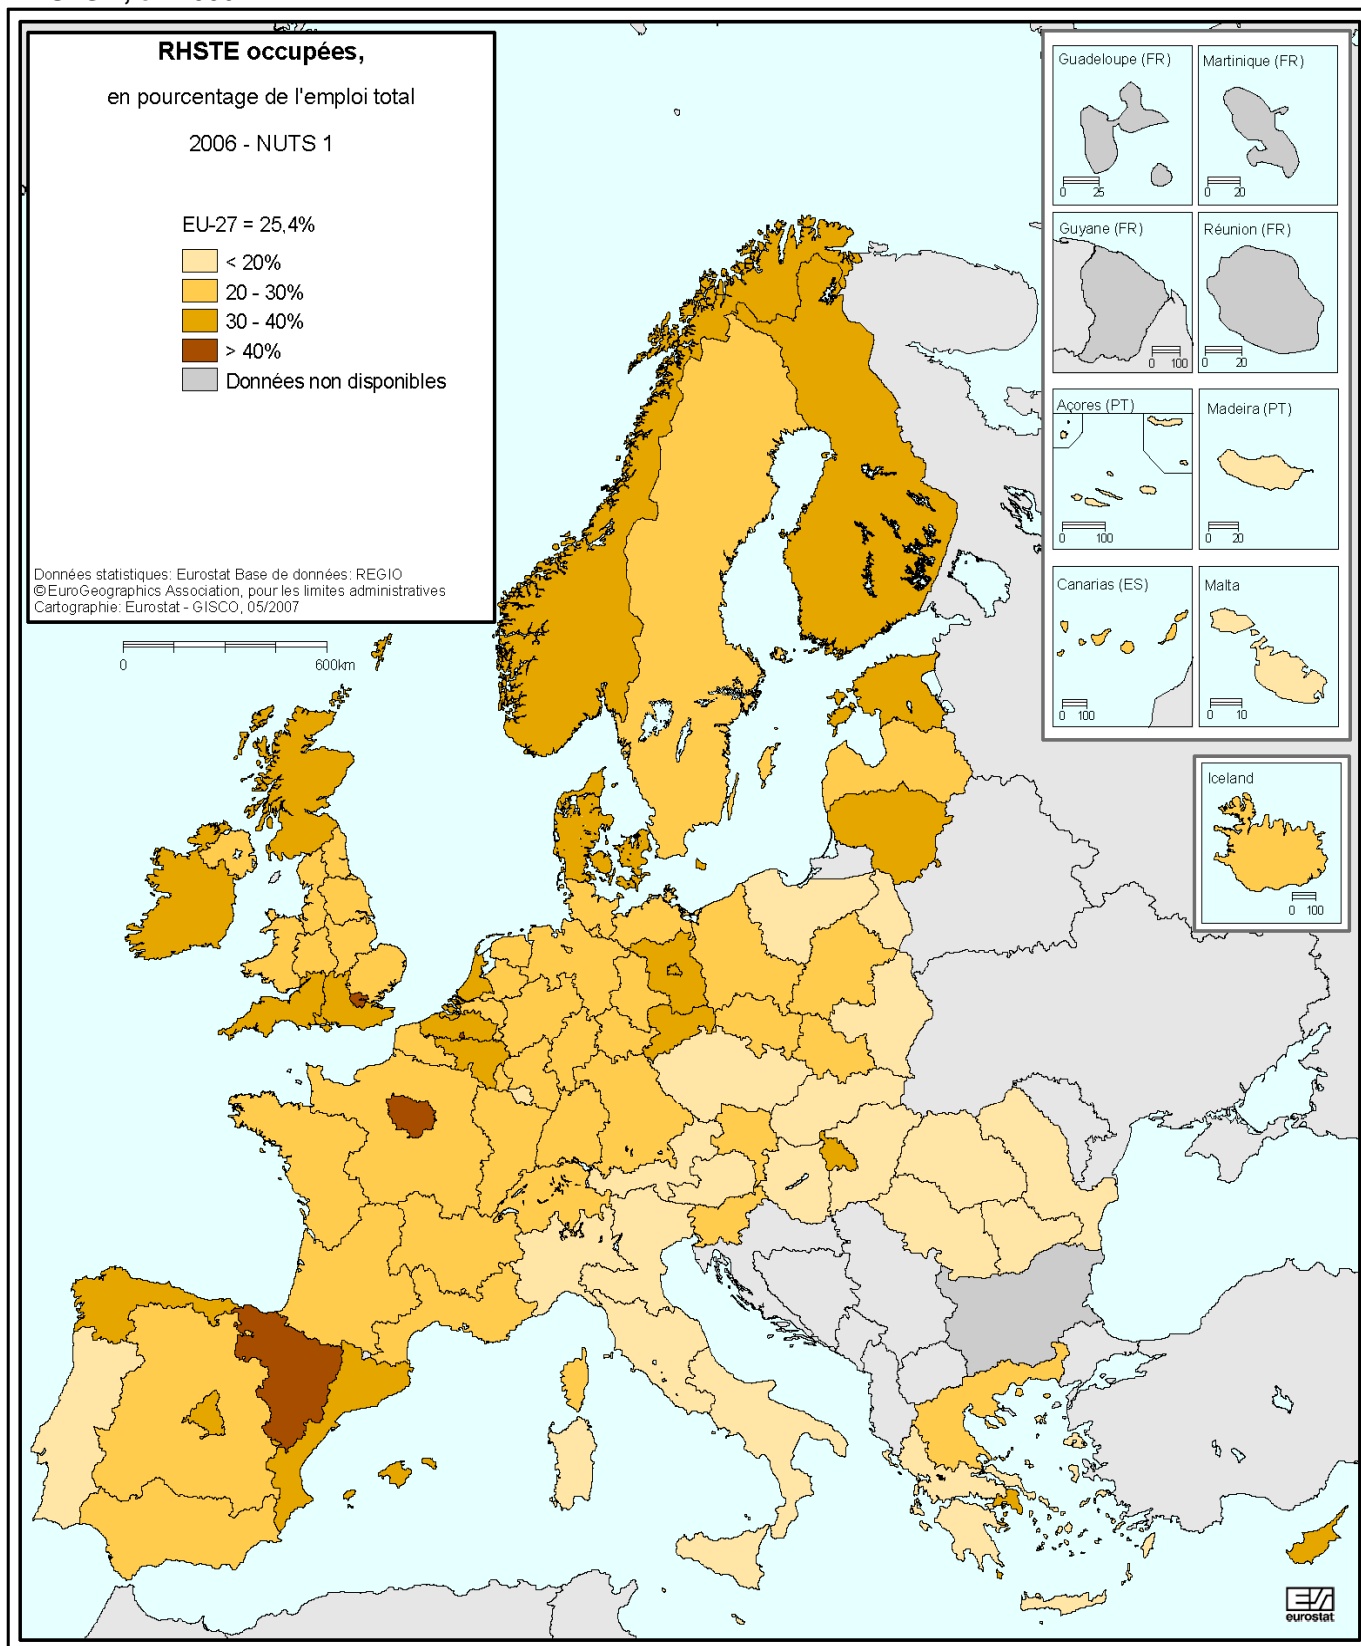 RHSTE occupées,
en pourcentage de l'emploi total
2006 - NUTS 1
EU-27 = 25,4%
< 20%
20 - 30%
30 - 40%
> 40%
Données non disponibles
Données statistiques: Eurostat Base de données: REGIO
©EuroGeographics Association, pour les limites administratives
Cartographie: Eurostat - GISCO, 05/2007
0 600km
Guadeloupe (FR)
0 25
Martinique (FR)
0 20
Guyane (FR)
0 100
Réunion (FR)
0 20
Açores (PT)
0 100
Madeira (PT)
0 20
Canarias (ES)
0 100
Malta
0 10
Iceland
0 100
eurostat